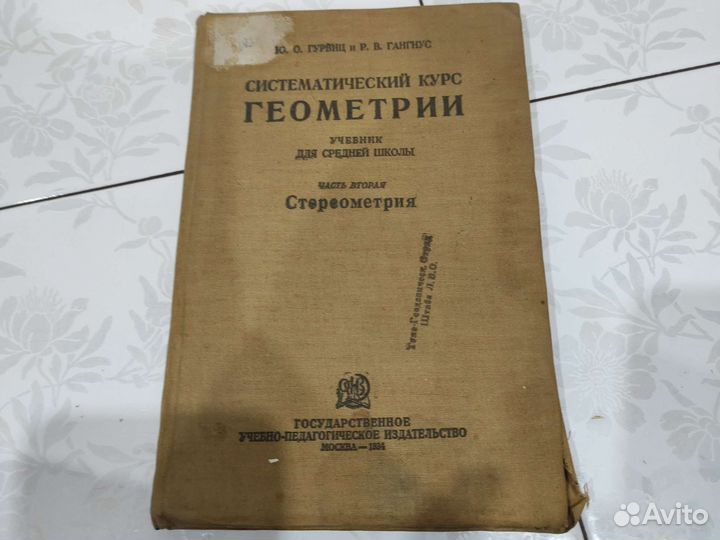 Ю. О. ГУРВИЦ и Р. В. ГАНГНУС
СИСТЕМАТИЧЕСКИЙ КУРС
ГЕОМЕТРИИ
УЧЕБНИК
ДЛЯ СРЕДНЕЙ ШКОЛЫ
ЧАСТЬ ВТОРАЯ
Стереометрия
Штаба Л.В.О.
ГОСУДАРСТВЕННОЕ
УЧЕБНО-ПЕДАГОГИЧЕСКОЕ ИЗДАТЕЛЬСТВО
МОСКВА — 1934
Avito